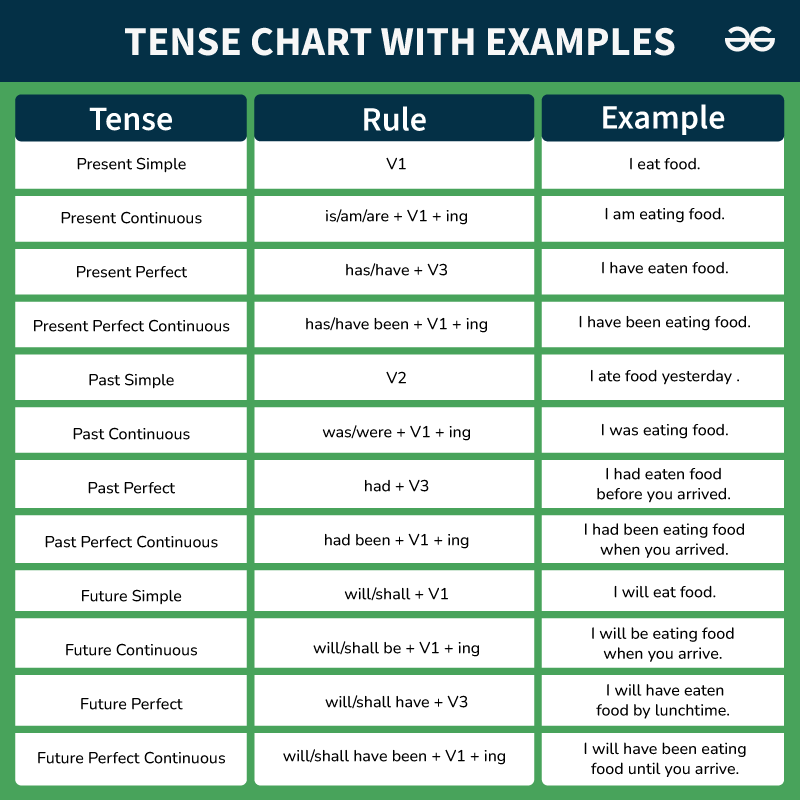 TENSE CHART WITH EXAMPLES
Tense Rule Example
Present Simple V1 I eat food.
Present Continuous is/am/are + V1 + ing I am eating food.
Present Perfect has/have + V3 I have eaten food.
Present Perfect Continuous has/have been + V1 + ing I have been eating food.
Past Simple V2 I ate food yesterday .
Past Continuous was/were + V1 + ing I was eating food.
Past Perfect had + V3 I had eaten food
before you arrived.
Past Perfect Continuous had been + V1 + ing I had been eating food
when you arrived.
Future Simple will/shall + V1 I will eat food.
Future Continuous will/shall be + V1 + ing I will be eating food
when you arrive.
Future Perfect will/shall have + V3 I will have eaten
food by lunchtime.
Future Perfect Continuous will/shall have been + V1 + ing I will have been eating
food until you arrive.